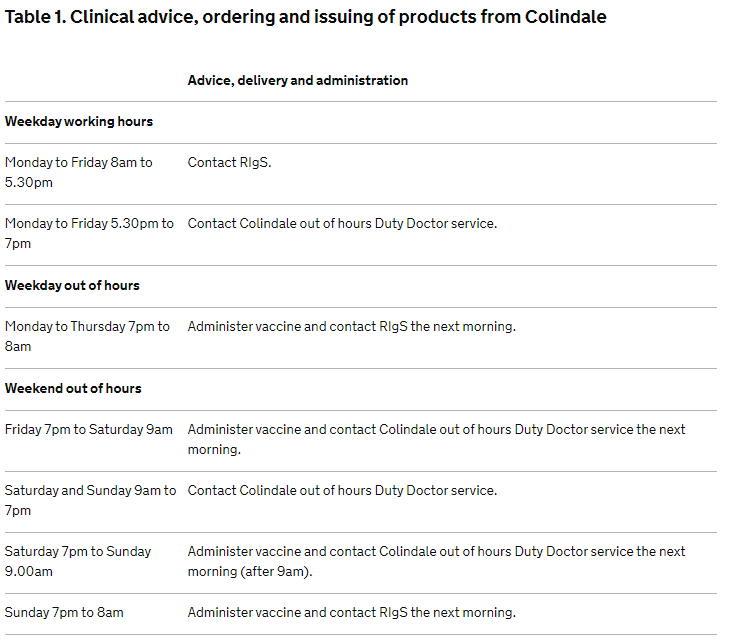 Table 1. Clinical advice, ordering and issuing of products from Colindale
Advice, delivery and administration
Weekday working hours
Monday to Friday 8am to
5.30pm
Contact RIgS.
Monday to Friday 5.30pm to
7pm
Contact Colindale out of hours Duty Doctor service.
Weekday out of hours
Monday to Thursday 7pm to
8am
Administer vaccine and contact RIgS the next morning.
Weekend out of hours
Friday 7pm to Saturday 9am
Administer vaccine and contact Colindale out of hours Duty Doctor service the next
morning.
Saturday and Sunday 9am to
7pm
Contact Colindale out of hours Duty Doctor service.
Saturday 7pm to Sunday
9.00am
Administer vaccine and contact Colindale out of hours Duty Doctor service the next
morning (after 9am).
Sunday 7pm to 8am
Administer vaccine and contact RIgS the next morning.